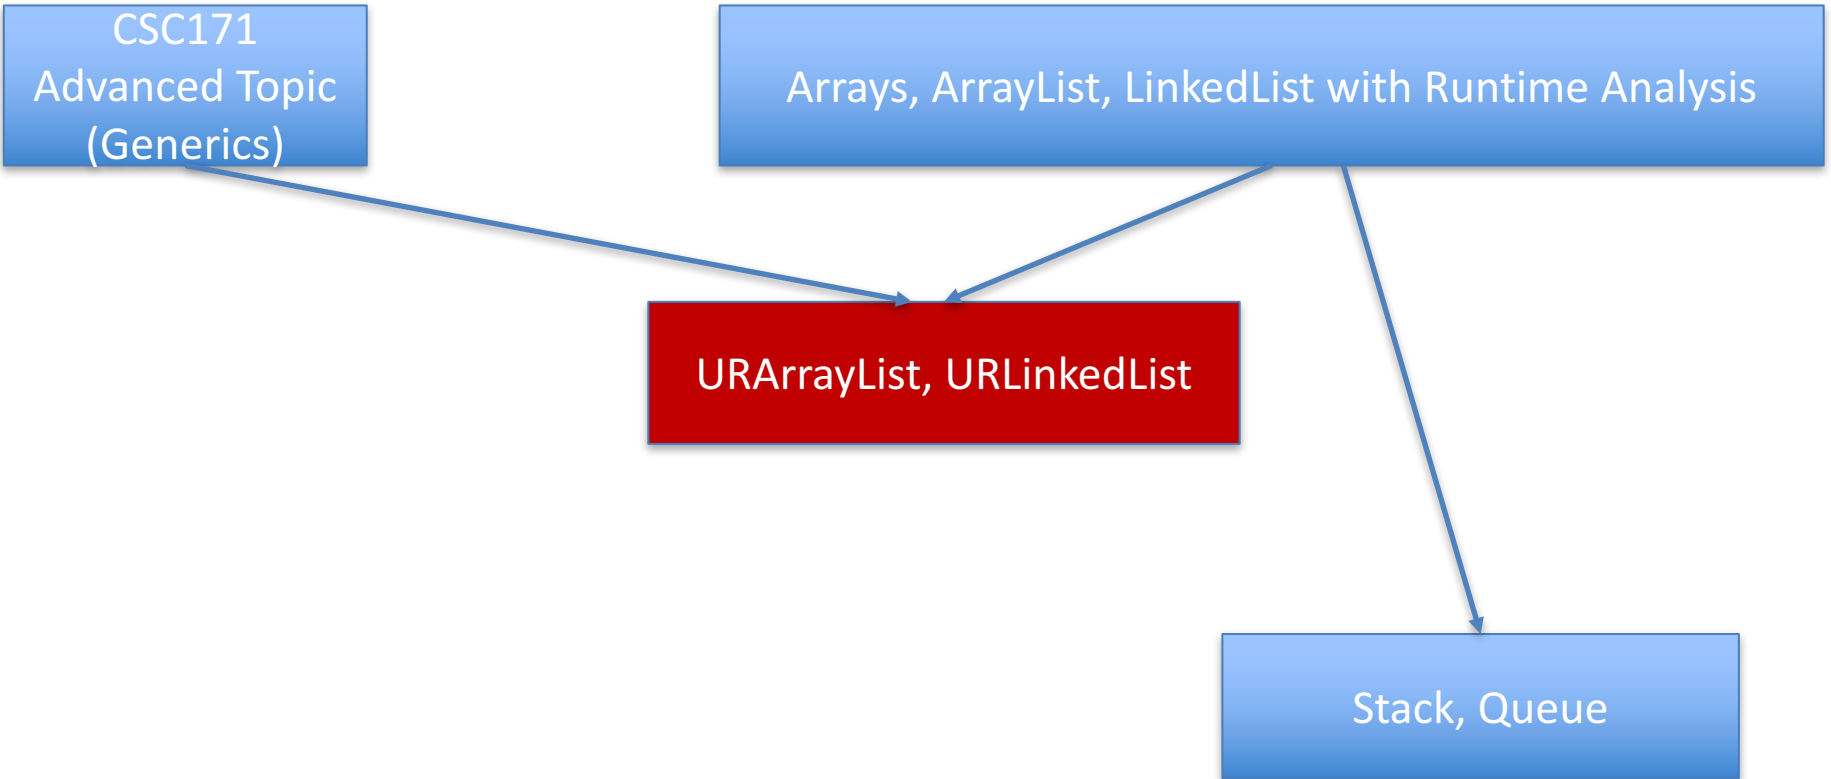 CSC171
Advanced Topic
(Generics)
Arrays, ArrayList, LinkedList with Runtime Analysis
URArrayList, URLinkedList
Stack, Queue